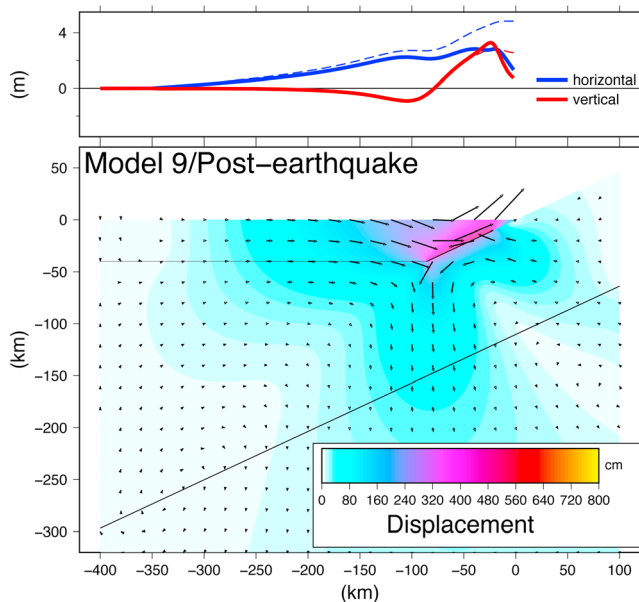 4
0
(m)
horizontal
vertical
Model 9/Post−earthquake
50
0
−50
−100
−150
−200
−250
−300
(km)
cm
0 80 160 240 320 400 480 560 640 720 800
Displacement
−400 −350 −300 −250 −200 −150 −100 −50 0 50 100
(km)